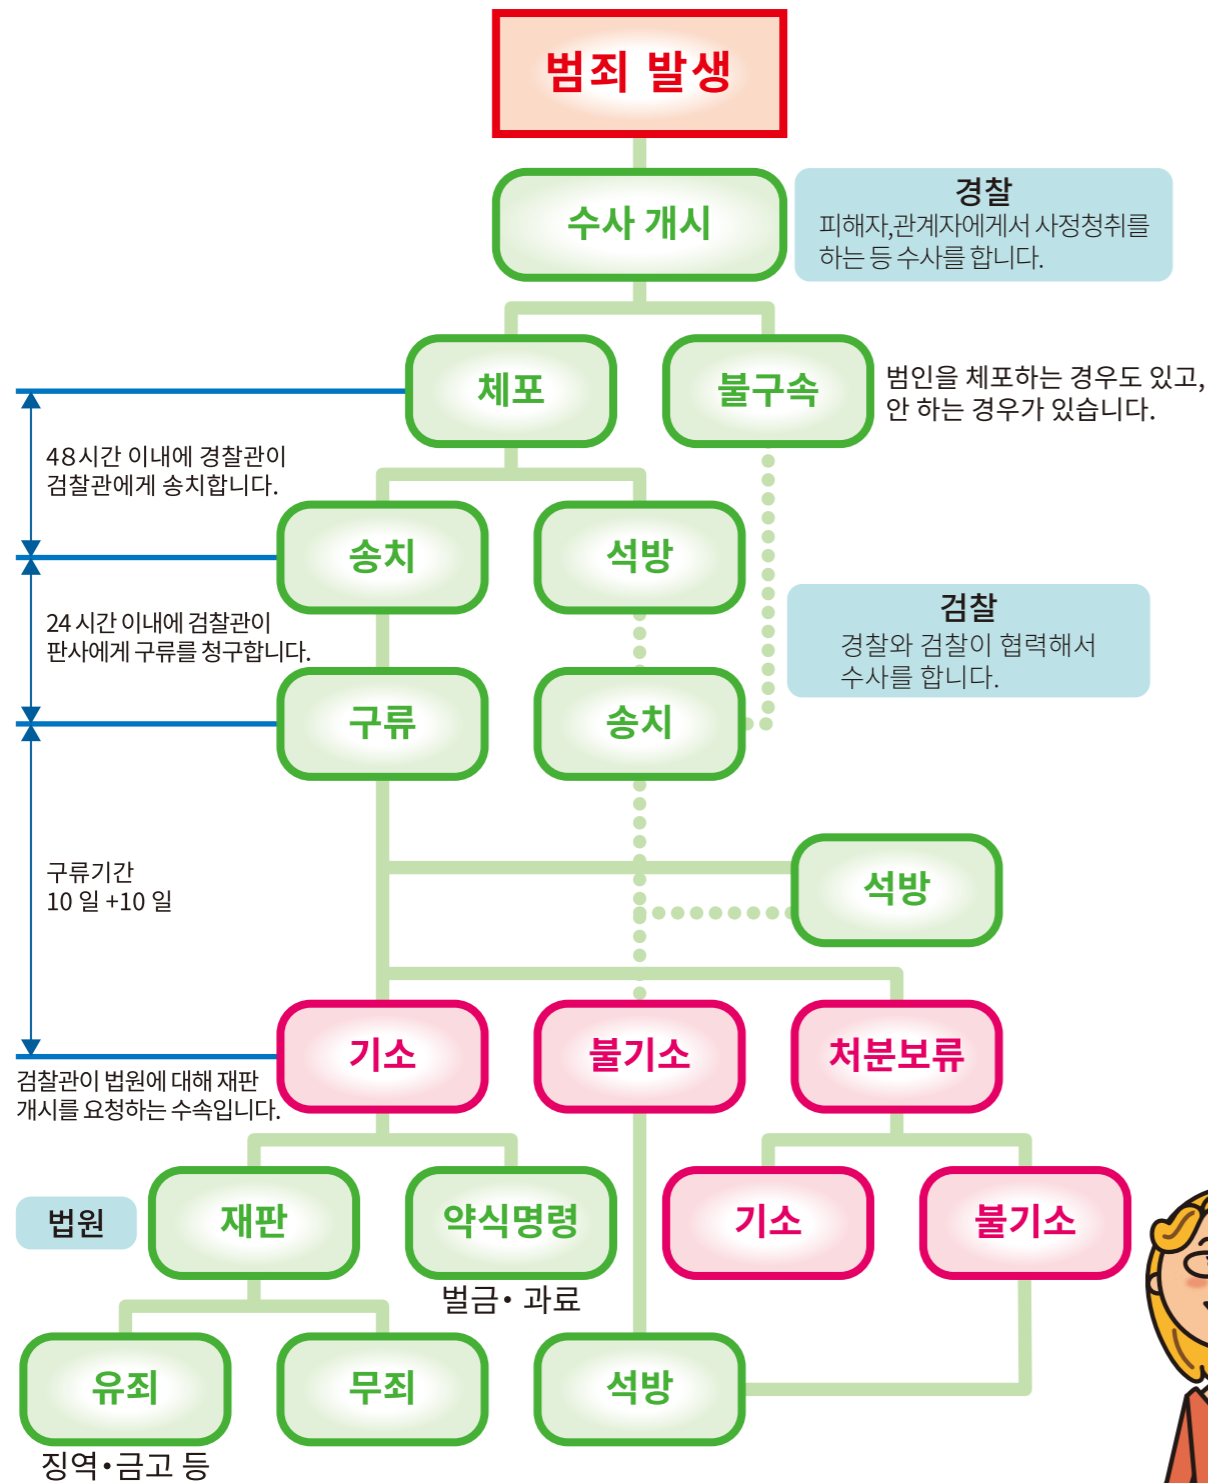 범죄 발생
수사 개시
경찰
피해자,관계자에게서 사정청취를
하는 등 수사를 합니다.
체포
불구속
범인을 체포하는 경우도 있고,
안 하는 경우가 있습니다.
48시간 이내에 경찰관이
검찰관에게 송치합니다.
송치
석방
24 시간 이내에 검찰관이
판사에게 구류를 청구합니다.
검찰
경찰와 검찰이 협력해서
수사를 합니다.
구류
송치
구류기간
10 일 +10 일
석방
기소
불기소
처분보류
검찰관이 법원에 대해 재판
개시를 요청하는 수속입니다.
법원
재판
약식명령
벌금・ 과료
기소
불기소
유죄
무죄
석방
징역・금고 등